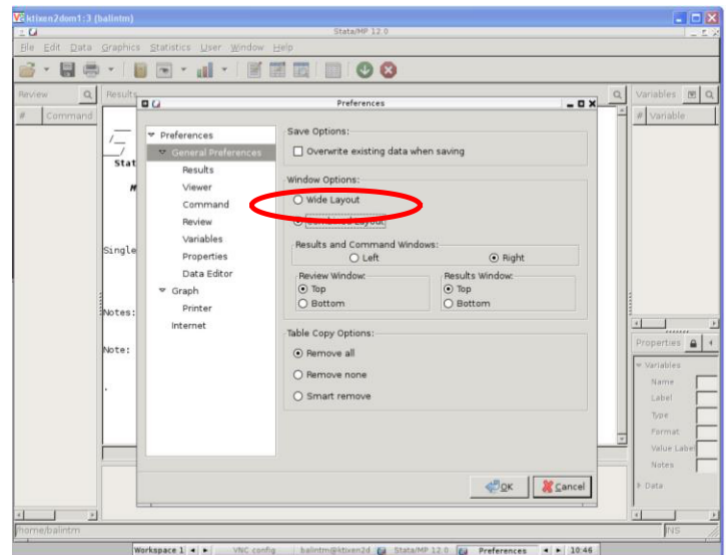 ktixen2dom1:3 (balintm)
Stata/MP 12.0
File Edit Data Graphics Statistics User Window Help
Review
Results
Variables
# Command
# Variable
Preferences
Preferences
General Preferences
Results
Viewer
Command
Review
Variables
Properties
Data Editor
Graph
Printer
Internet
Save Options:
Overwrite existing data when saving
Window Options:
Wide Layout
Combined Layout
Results and Command Windows:
Left Right
Review Window: Results Window:
Top Top
Bottom Bottom
Table Copy Options:
Remove all
Remove none
Smart remove
OK Cancel
Stat
M
Single
Notes:
Note:
.
Properties
Variables
Name
Label
Type
Format
Value Label
Notes
Data
/home/balintm
INS
Workspace 1 VNC config balintm@ktixen2d Stata/MP 12.0 Preferences 10:46